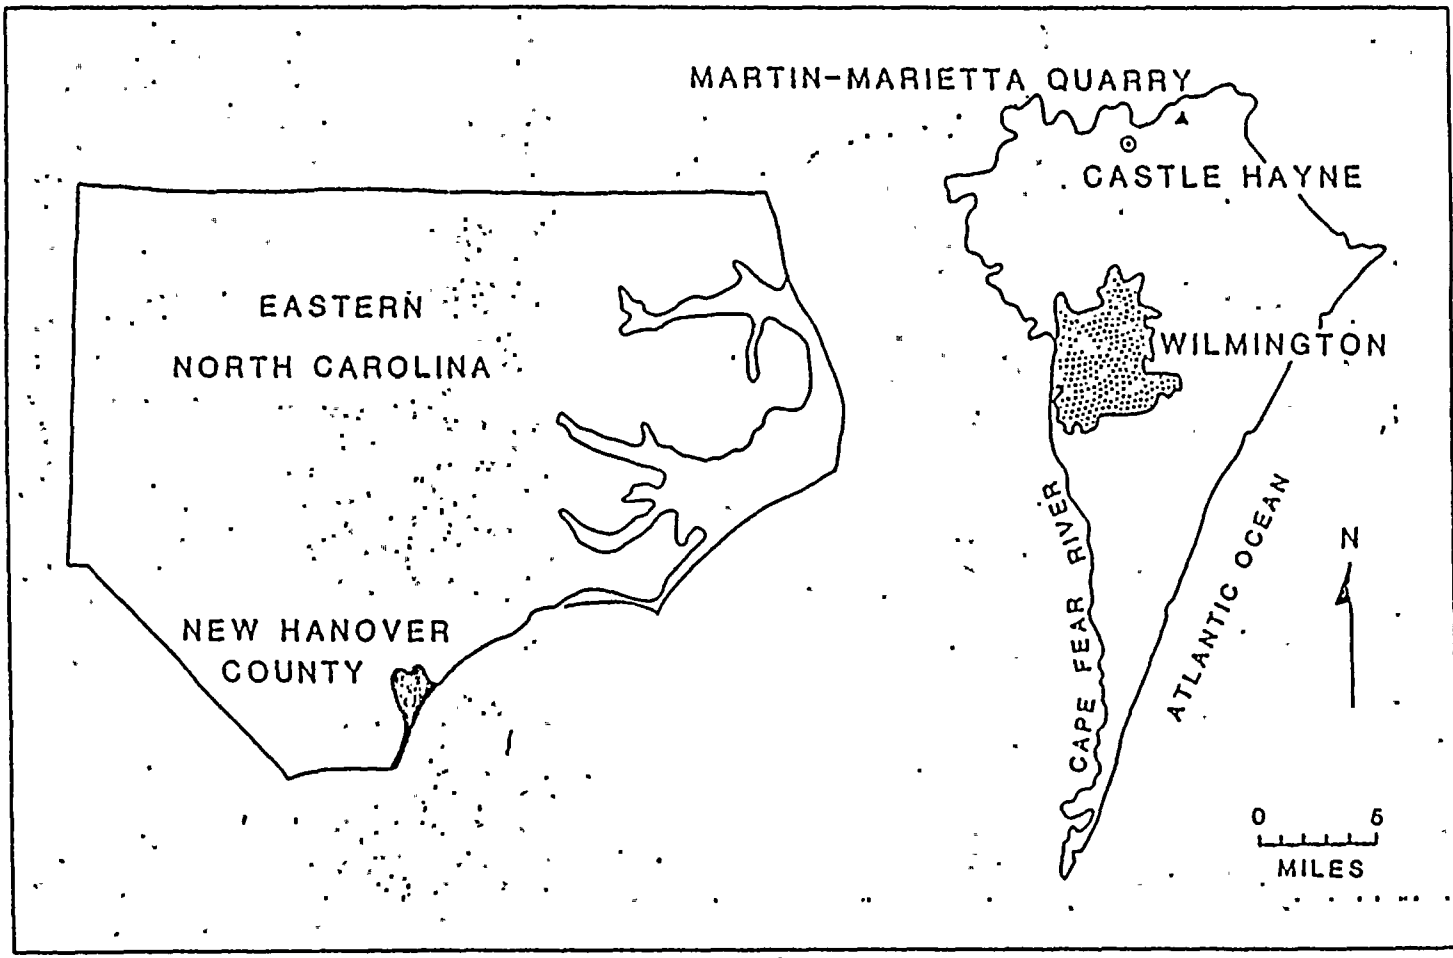 MARTIN-MARIETTA QUARRY
CASTLE HAYNE
EASTERN
NORTH CAROLINA
WILMINGTON
CAPE FEAR RIVER
ATLANTIC OCEAN
N
NEW HANOVER
COUNTY
0 5
MILES